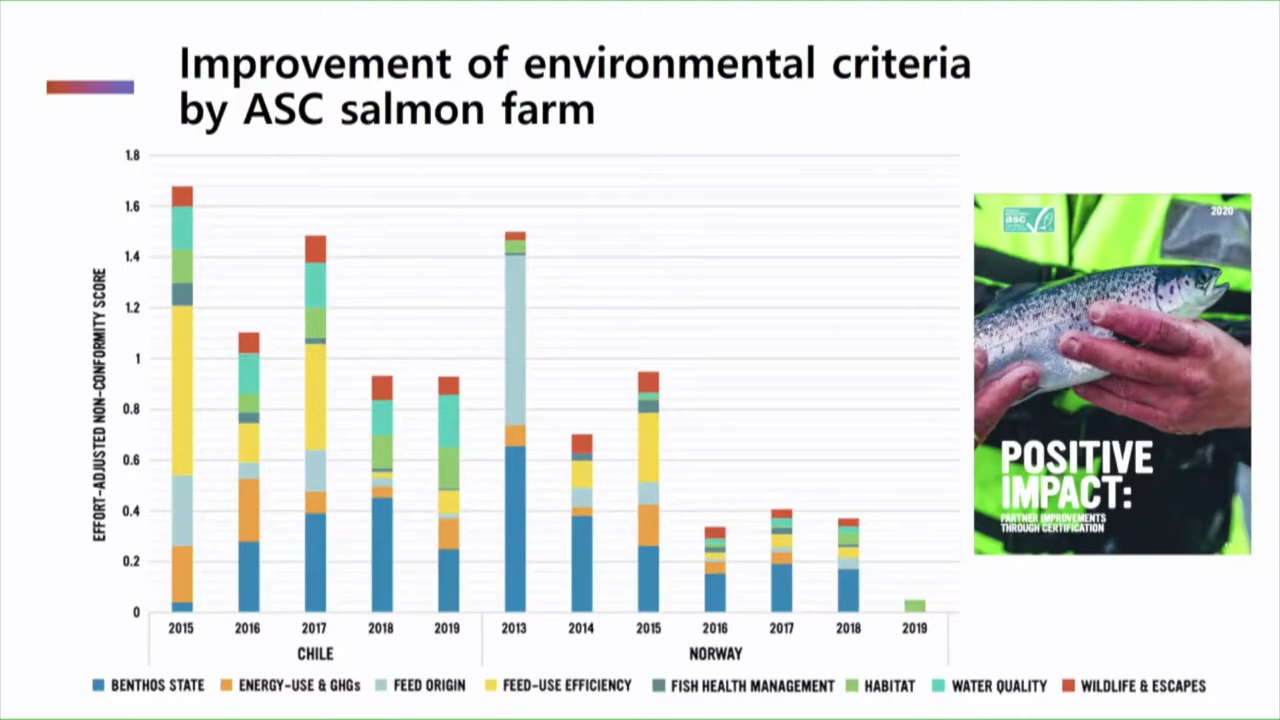 Improvement of environmental criteria
by ASC salmon farm
1.8
1.6
1.4
1.2
1
0.8
0.6
0.4
0.2
0
EFFORT-ADJUSTED NON-CONFORMITY SCORE
2015 2016 2017 2018 2019 2013 2014 2015 2016 2017 2018 2019
CHILE NORWAY
BENTHOS STATE ENERGY-USE & GHGs FEED ORIGIN FEED-USE EFFICIENCY FISH HEALTH MANAGEMENT HABITAT WATER QUALITY WILDLIFE & ESCAPES
2020
asc
POSITIVE
IMPACT:
PARTNER IMPROVEMENTS
THROUGH CERTIFICATION